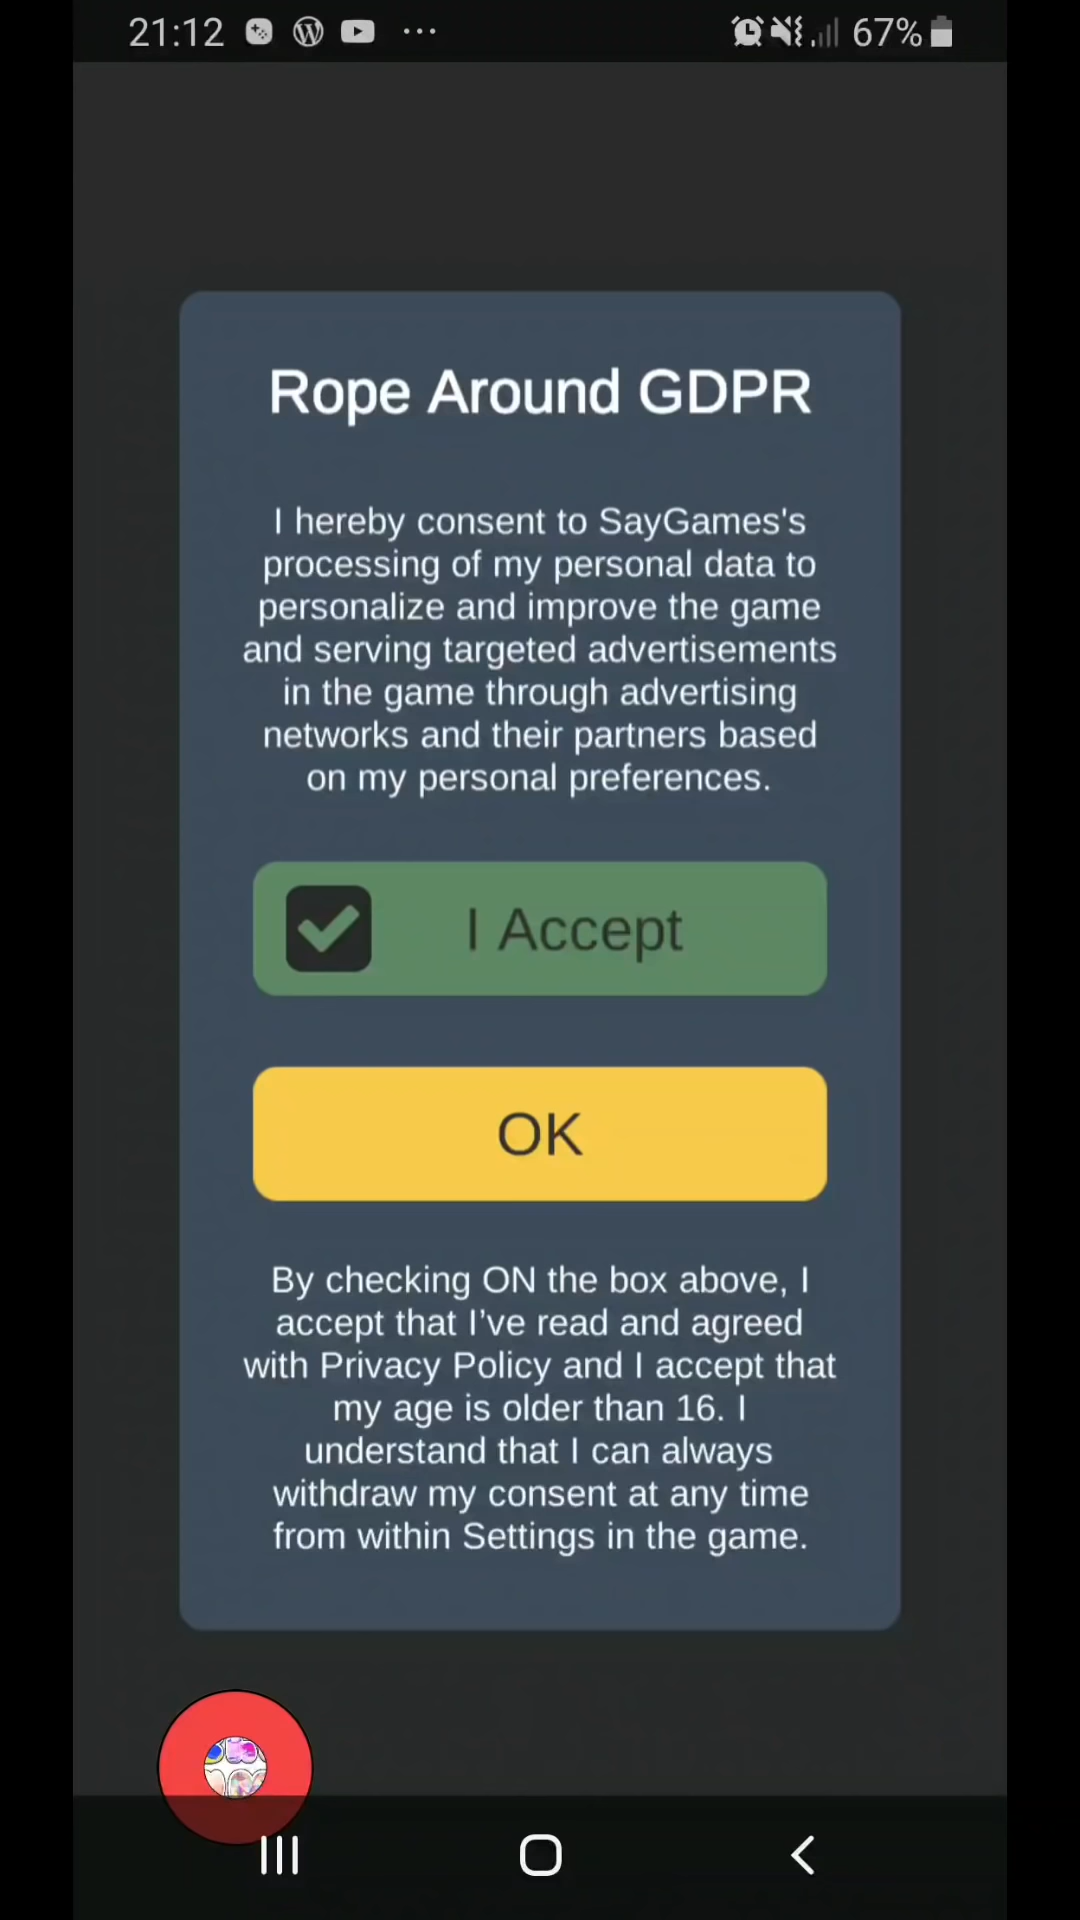 21:12 ... 67%
Rope Around GDPR
I hereby consent to SayGames's
processing of my personal data to
personalize and improve the game
and serving targeted advertisements
in the game through advertising
networks and their partners based
on my personal preferences.
I Accept
OK
By checking ON the box above, I
accept that I’ve read and agreed
with Privacy Policy and I accept that
my age is older than 16. I
understand that I can always
withdraw my consent at any time
from within Settings in the game.